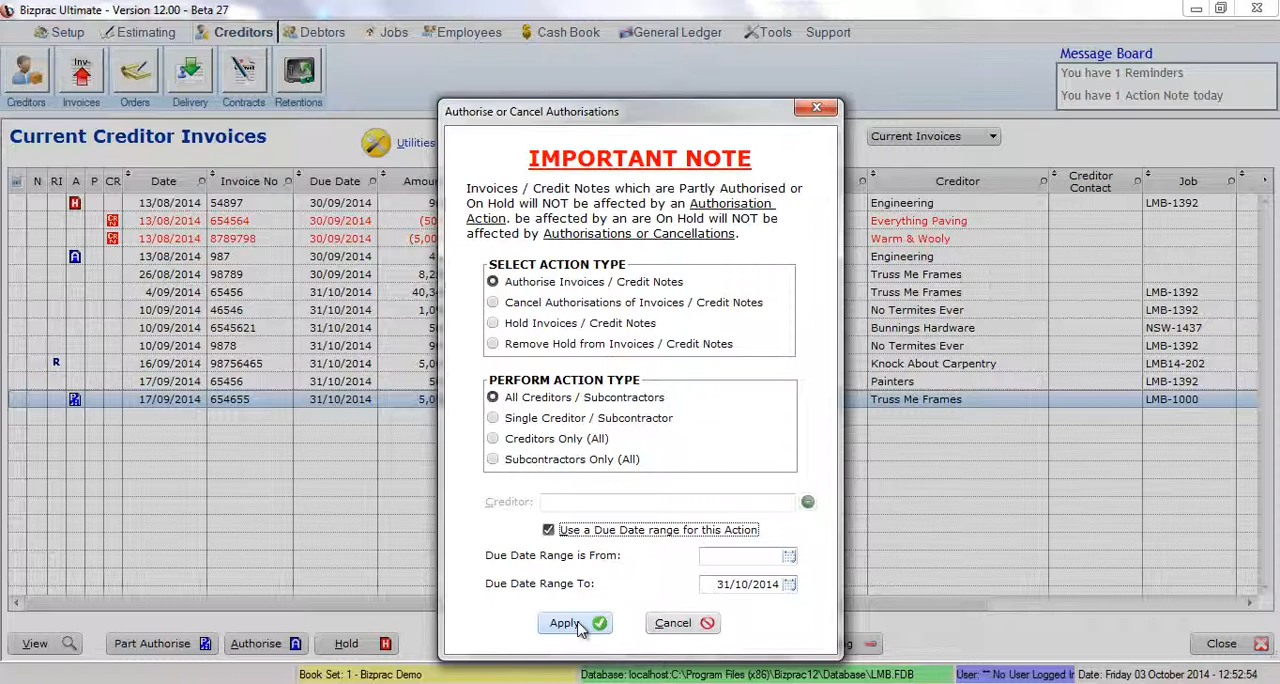 Bizprac Ultimate - Version 12.00 - Beta 27
Setup Estimating Creditors Debtors Jobs Employees Cash Book General Ledger Tools Support
Inv-
Creditors Invoices Orders Delivery Contracts Retentions
Message Board
You have 1 Reminders
You have 1 Action Note today
Current Creditor Invoices
Utilities
Current Invoices
N RI A P CR Date Invoice No Due Date Creditor Creditor Contact Job
H 13/08/2014 54897 30/09/2014 Engineering LMB-1392
CR 13/08/2014 654564 30/09/2014 Everything Paving
CR 13/08/2014 8789798 30/09/2014 Warm & Wooly
A 13/08/2014 987 30/09/2014 Engineering
26/08/2014 98789 30/09/2014 Truss Me Frames
4/09/2014 65456 31/10/2014 Truss Me Frames LMB-1392
10/09/2014 46546 31/10/2014 No Termites Ever LMB-1392
10/09/2014 6545621 31/10/2014 Bunnings Hardware NSW-1437
10/09/2014 9878 31/10/2014 No Termites Ever LMB-1392
R 16/09/2014 98756465 31/10/2014 Knock About Carpentry LMB14-202
17/09/2014 65456 31/10/2014 Painters LMB-1392
17/09/2014 654655 31/10/2014 Truss Me Frames LMB-1000
Authorise or Cancel Authorisations
IMPORTANT NOTE
Invoices / Credit Notes which are Partly Authorised or
On Hold will NOT be affected by an Authorisation
Action. be affected by an are On Hold will NOT be
affected by Authorisations or Cancellations.
SELECT ACTION TYPE
Authorise Invoices / Credit Notes
Cancel Authorisations of Invoices / Credit Notes
Hold Invoices / Credit Notes
Remove Hold from Invoices / Credit Notes
PERFORM ACTION TYPE
All Creditors / Subcontractors
Single Creditor / Subcontractor
Creditors Only (All)
Subcontractors Only (All)
Creditor:
Use a Due Date range for this Action
Due Date Range is From:
Due Date Range To: 31/10/2014
Apply Cancel
View Part Authorise Authorise A Hold H Close
Book Set: 1 - Bizprac Demo Database: localhost:C:\Program Files (x86)\Bizprac12\Database\LMB.FDB User: ** No User Logged Date: Friday 03 October 2014 - 12:52:54